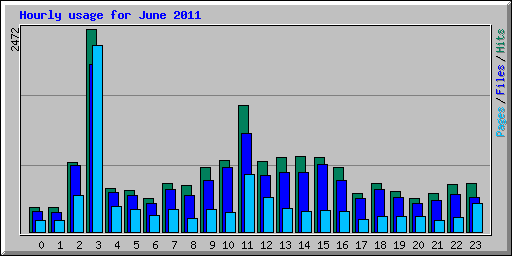 Hourly usage for June 2011
2472
Pages / Files / Hits
0 1 2 3 4 5 6 7 8 9 10 11 12 13 14 15 16 17 18 19 20 21 22 23